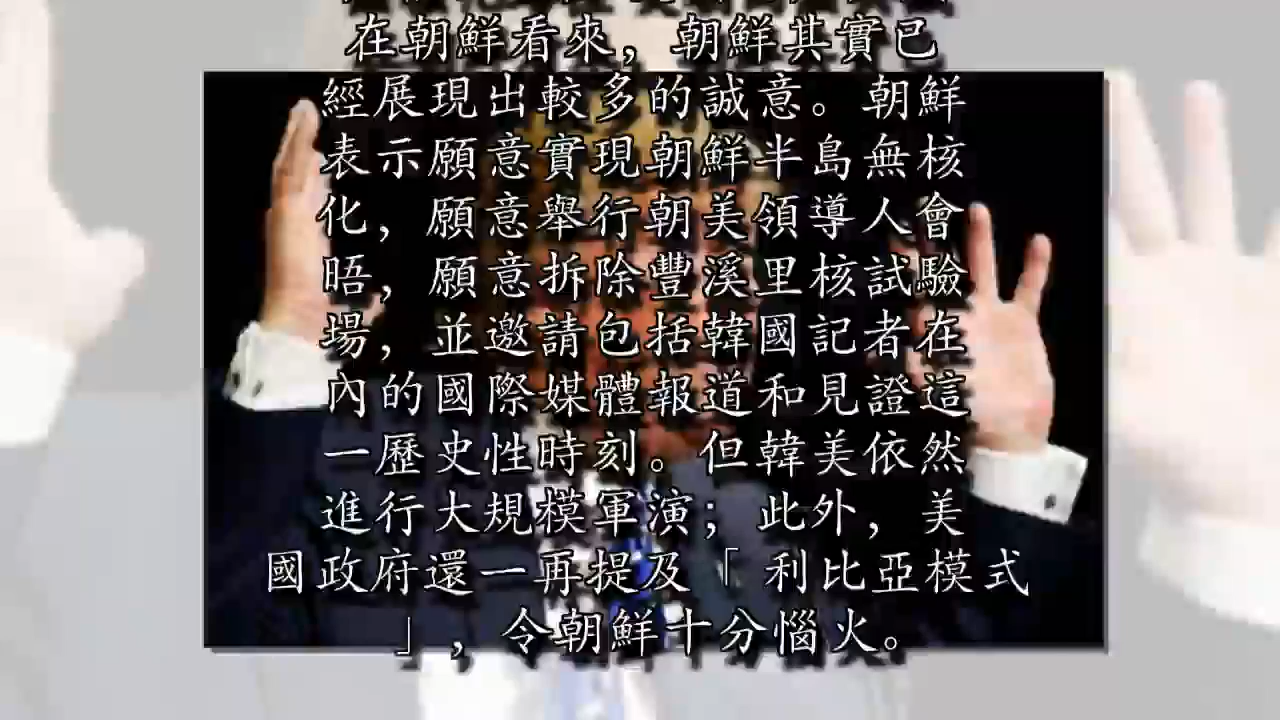 在朝鮮看來，朝鮮其實已
經展現出較多的誠意。朝鮮
表示願意實現朝鮮半島無核
化，願意舉行朝美領導人會
晤，願意拆除豐溪里核試驗
場，並邀請包括韓國記者在
內的國際媒體報道和見證這
一歷史性時刻。但韓美依然
進行大規模軍演；此外，美
國政府還一再提及「利比亞模式
」，令朝鮮十分惱火。